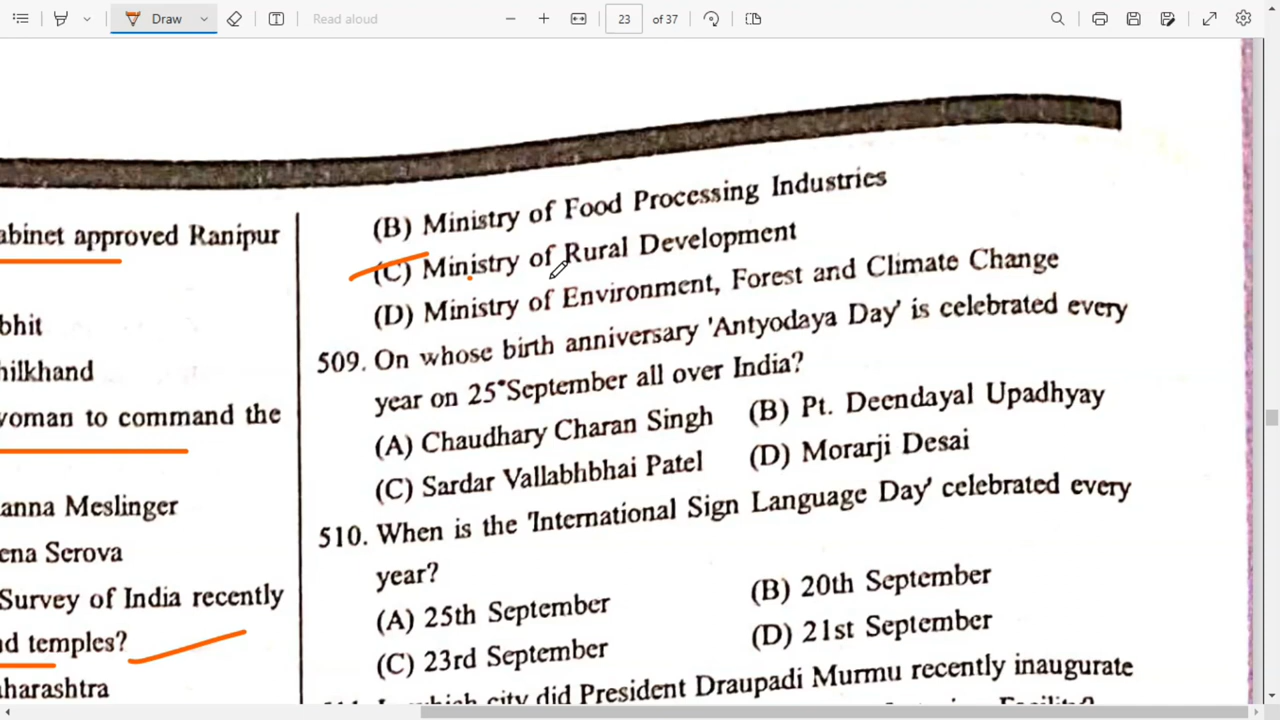 Draw
Read aloud
23
of 37
abinet approved Ranipur
bhit
hilkhand
woman to command the
anna Meslinger
ena Serova
Survey of India recently
nd temples?
aharashtra
(B) Ministry of Food Processing Industries
(C) Ministry of Rural Development
(D) Ministry of Environment, Forest and Climate Change
509. On whose birth anniversary 'Antyodaya Day' is celebrated every
year on 25 September all over India?
(A) Chaudhary Charan Singh (B) Pt. Deendayal Upadhyay
(C) Sardar Vallabhbhai Patel (D) Morarji Desai
510. When is the 'International Sign Language Day' celebrated every
year?
(A) 25th September (B) 20th September
(C) 23rd September (D) 21st September
which city did President Draupadi Murmu recently inaugurate